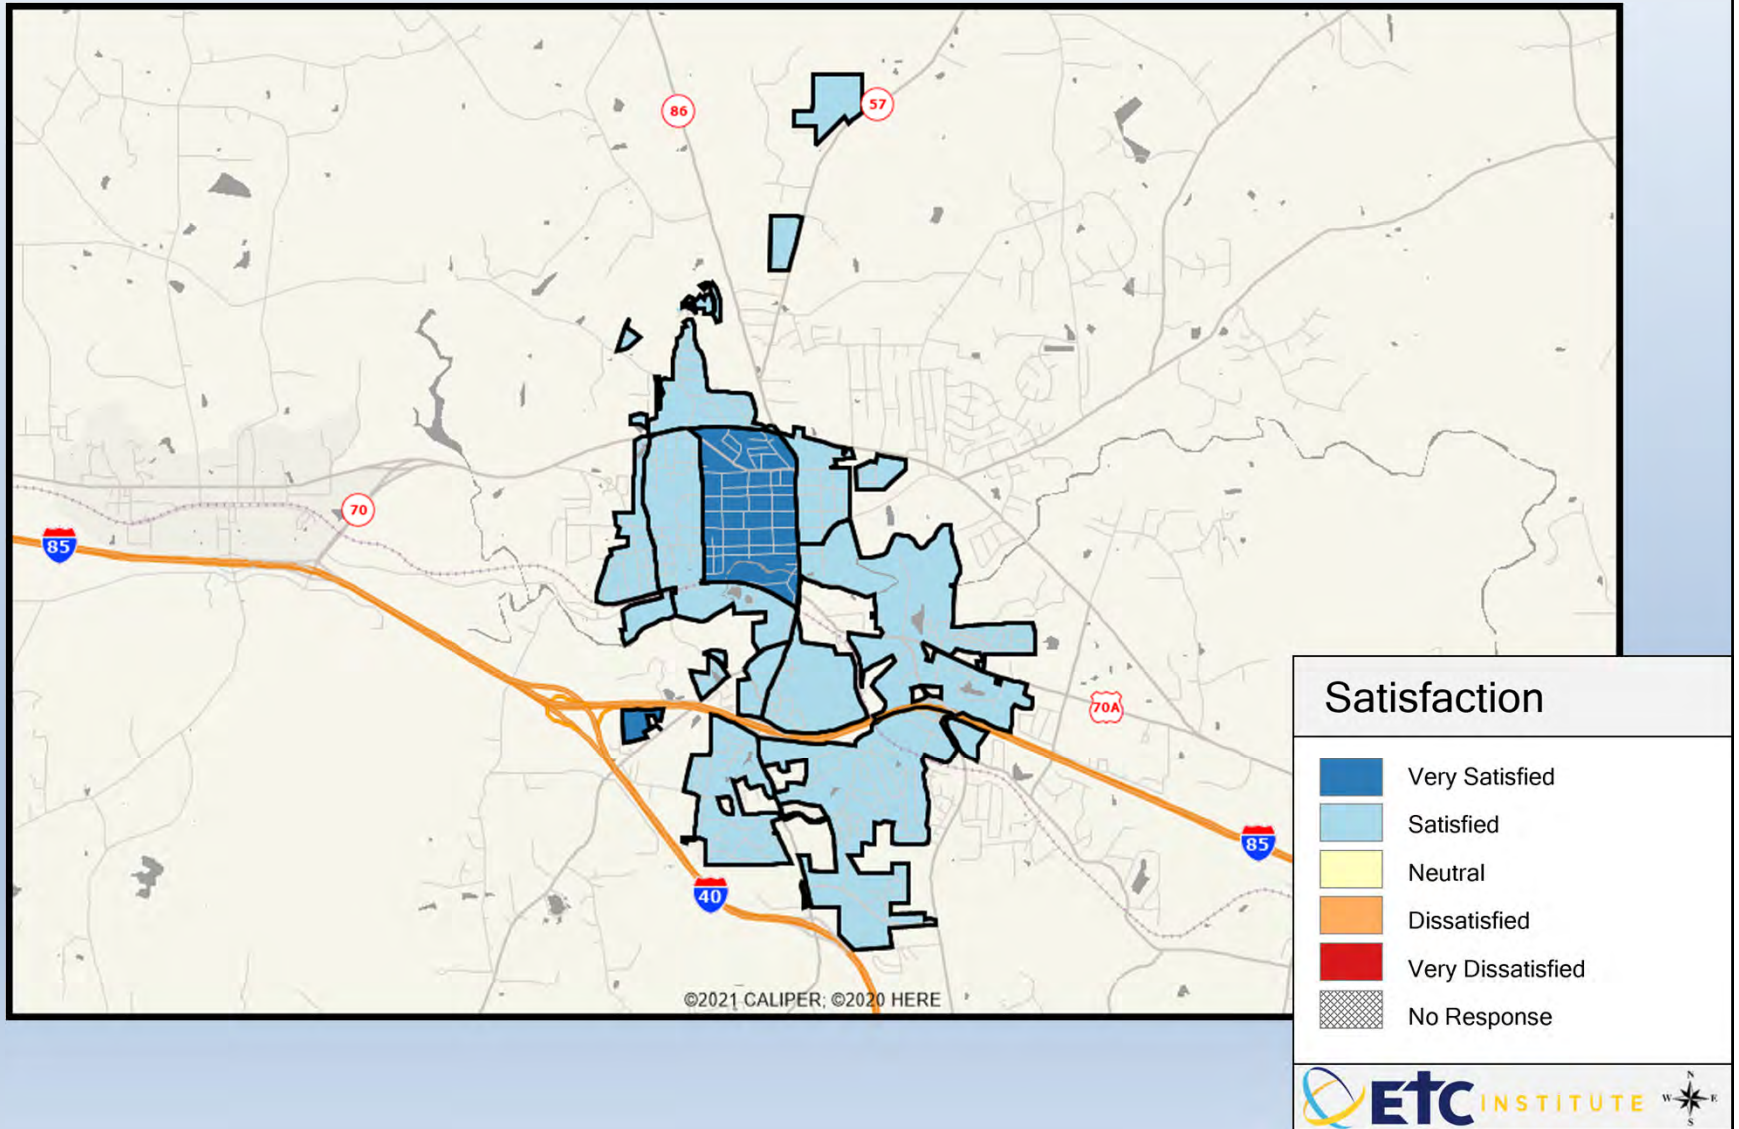 86
57
70
85
70A
85
40
©2021 CALIPER; ©2020 HERE
Satisfaction
Very Satisfied
Satisfied
Neutral
Dissatisfied
Very Dissatisfied
No Response
ETC INSTITUTE
N
W E
S